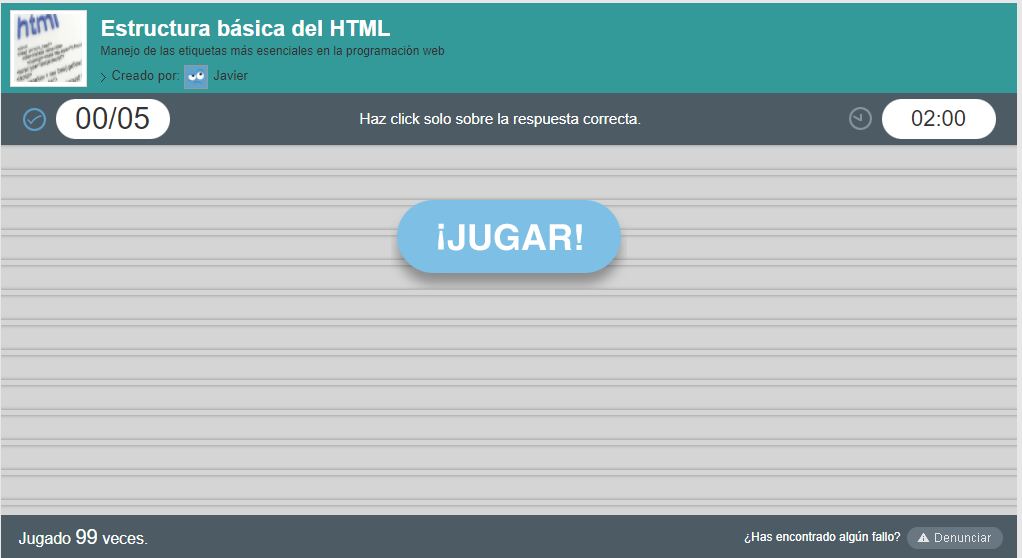 html
Estructura básica del HTML
Manejo de las etiquetas más esenciales en la programación web
Creado por: Javier
00/05
Haz click solo sobre la respuesta correcta.
02:00
¡JUGAR!
Jugado 99 veces.
¿Has encontrado algún fallo?
Denunciar